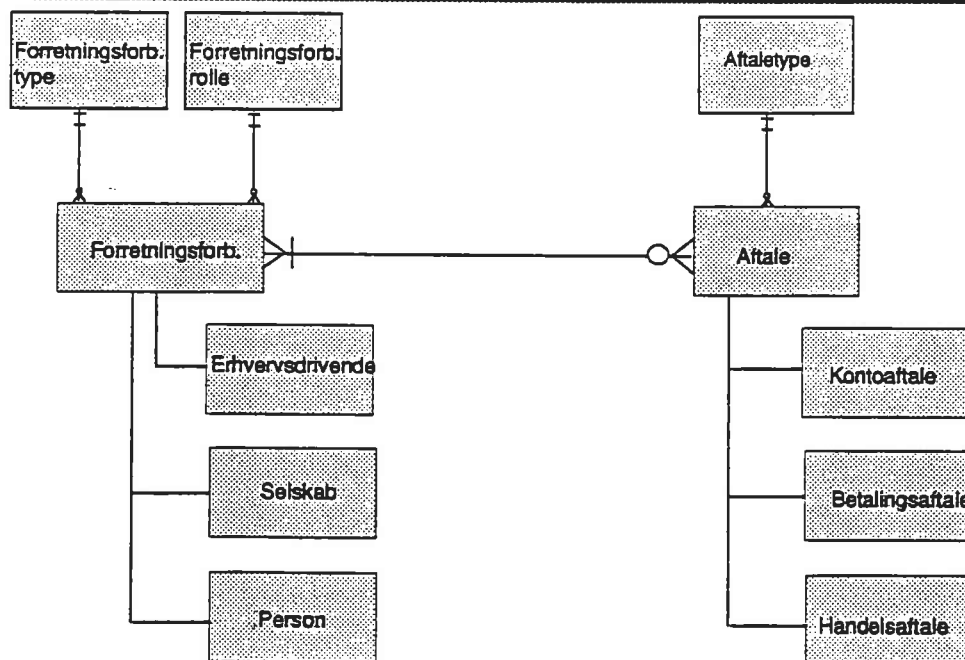 Forretningsforb.
type
Forretningsforb.
rolle
Aftaletype
Forretningsforb.
Aftale
Erhvervsdrivende
Kontoaftale
Selskab
Betalingsaftale
Person
Handelsaftale